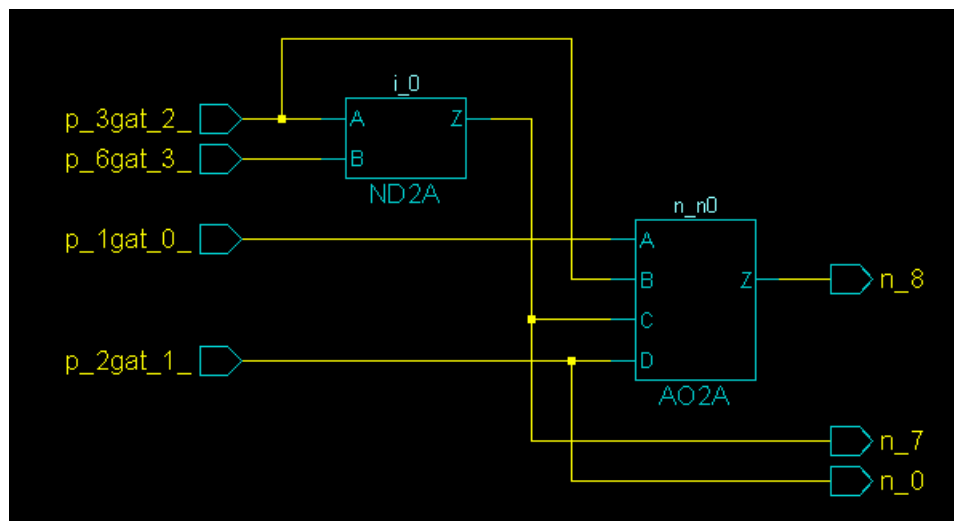 i_0
p_3gat_2_
A Z
p_6gat_3_
B
ND2A
n_n0
p_1gat_0_
A
B Z
n_8
C
p_2gat_1_
D
AO2A
n_7
n_0